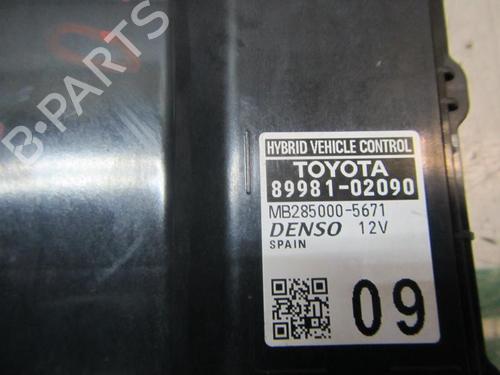 B-PARTS
HYBRID VEHICLE CONTROL
TOYOTA
89981-02090
MB285000-5671
DENSO 12V
SPAIN
09